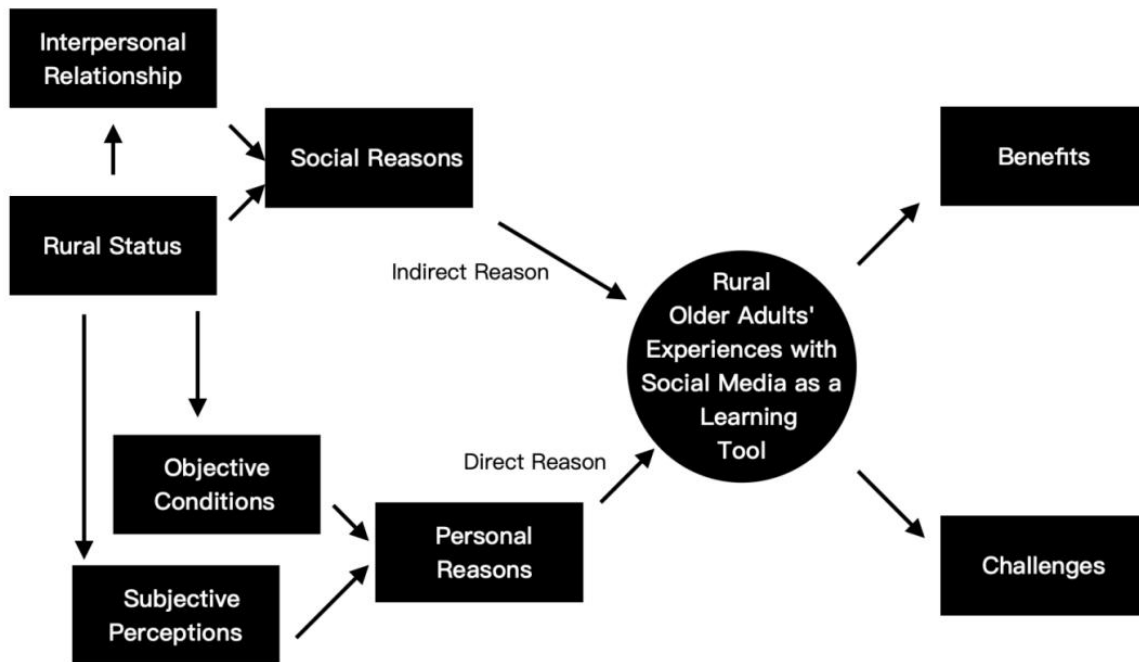 Interpersonal
Relationship
Social Reasons
Rural Status
Indirect Reason
Objective
Conditions
Subjective
Perceptions
Direct Reason
Personal
Reasons
Rural
Older Adults'
Experiences with
Social Media as a
Learning
Tool
Benefits
Challenges